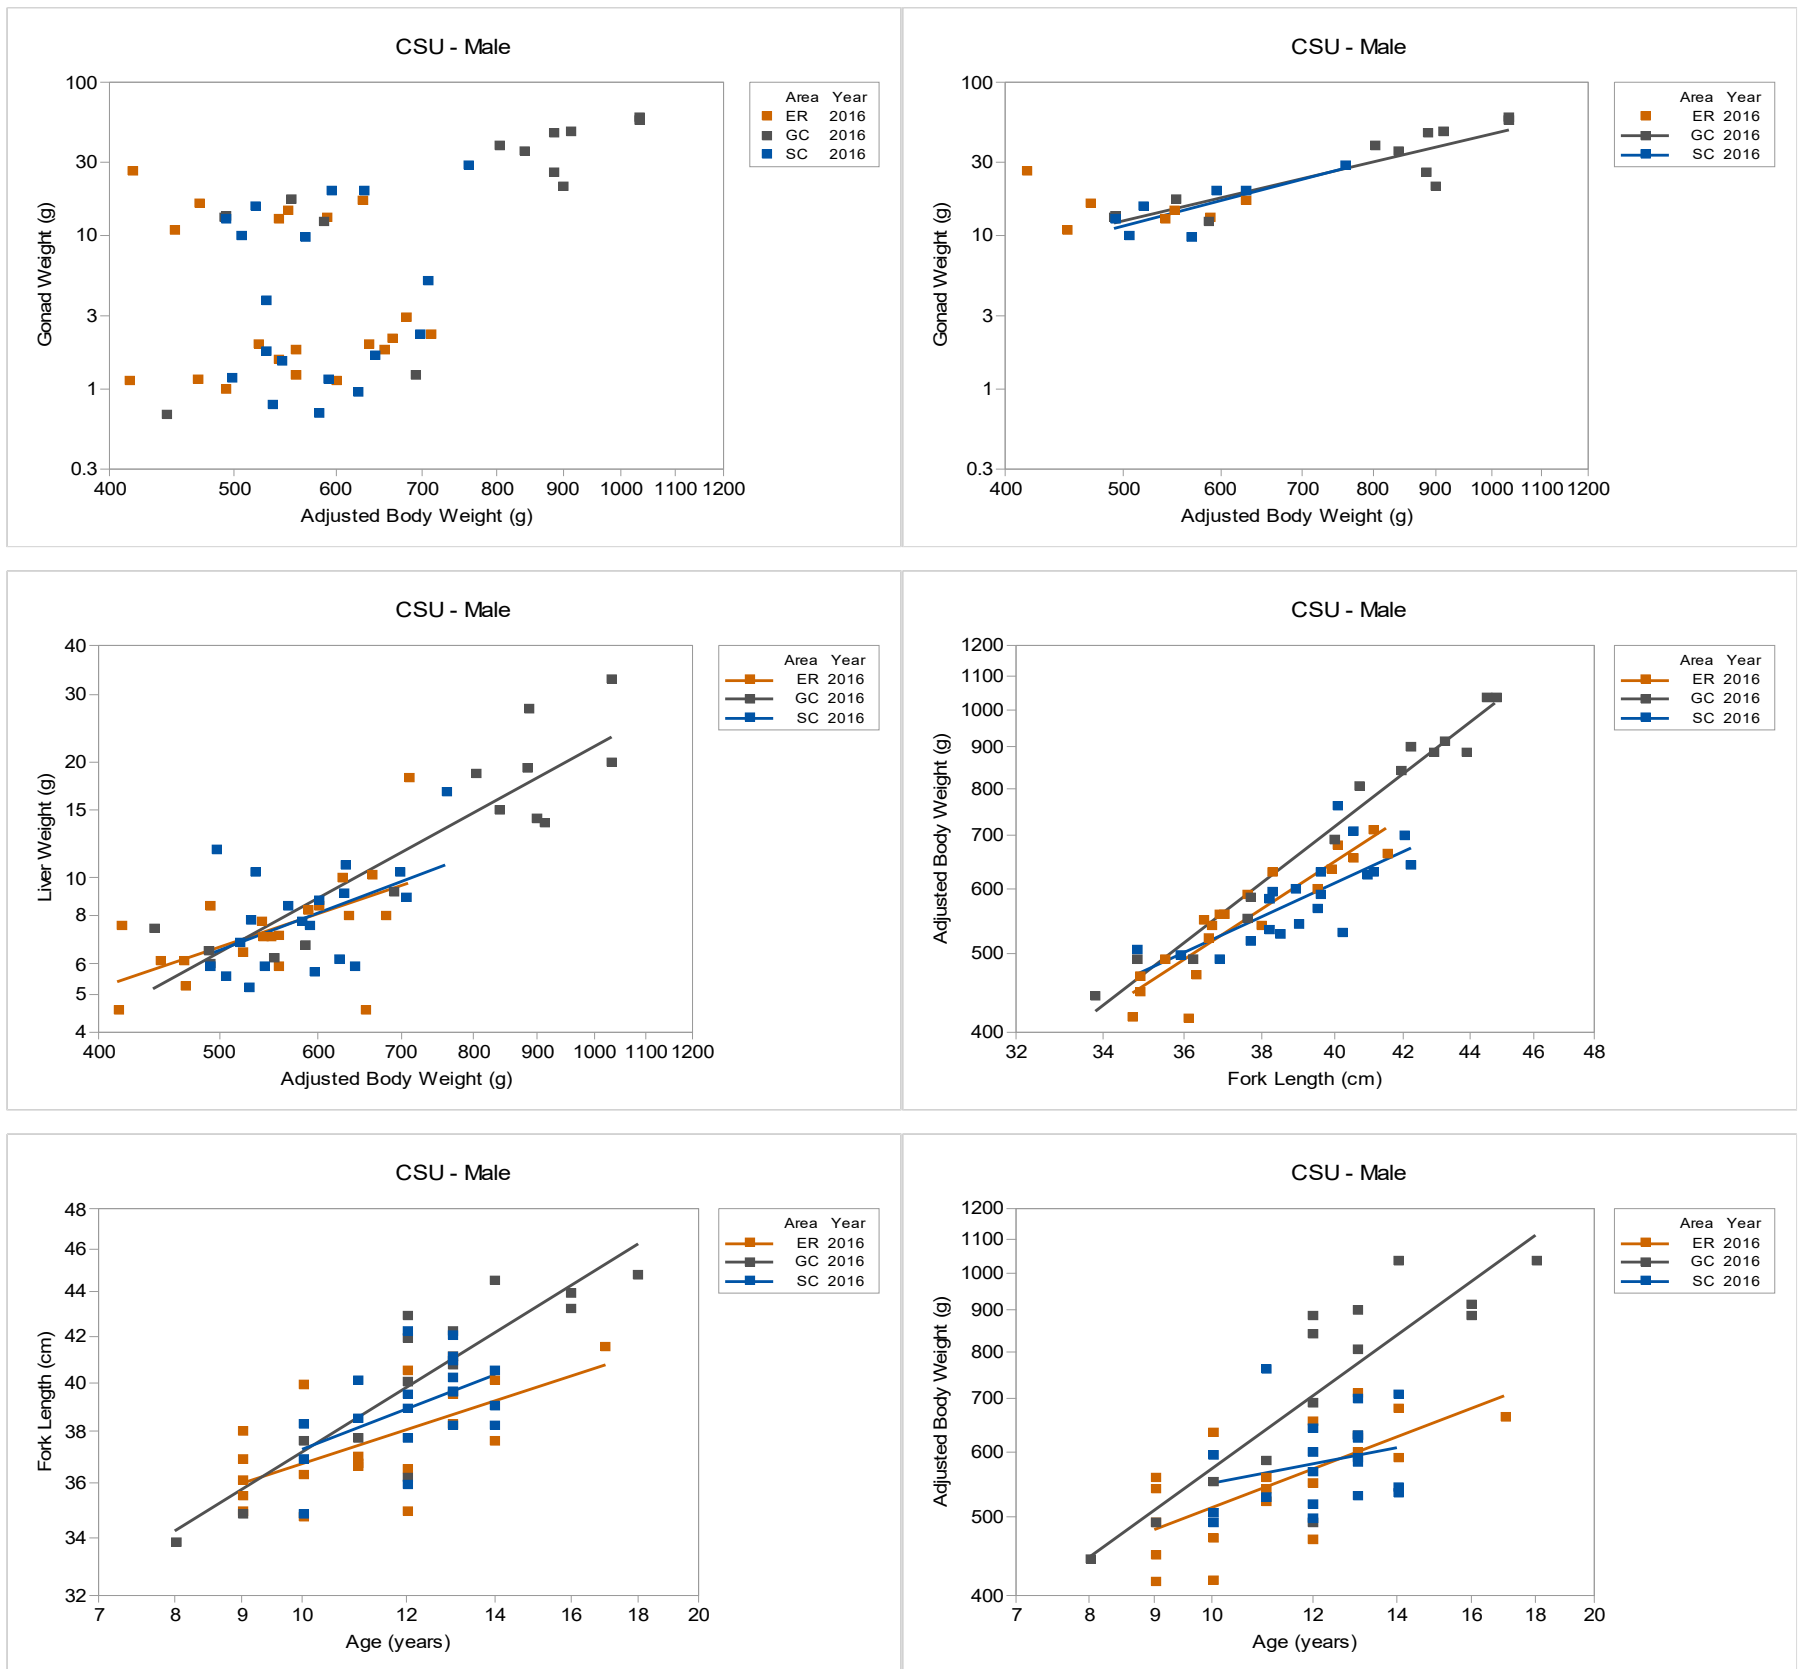 CSU - Male
100
30
10
3
1
0.3
Gonad Weight (g)
400 500 600 700 800 900 1000 1100 1200
Adjusted Body Weight (g)
Area Year
ER 2016
GC 2016
SC 2016
CSU - Male
100
30
10
3
1
0.3
Gonad Weight (g)
400 500 600 700 800 900 1000 1100 1200
Adjusted Body Weight (g)
Area Year
ER 2016
GC 2016
SC 2016
CSU - Male
40
30
20
15
10
8
6
5
4
Liver Weight (g)
400 500 600 700 800 900 1000 1100 1200
Adjusted Body Weight (g)
Area Year
ER 2016
GC 2016
SC 2016
CSU - Male
1200
1100
1000
900
800
700
600
500
400
Adjusted Body Weight (g)
32 34 36 38 40 42 44 46 48
Fork Length (cm)
Area Year
ER 2016
GC 2016
SC 2016
CSU - Male
48
46
44
42
40
38
36
34
32
Fork Length (cm)
7 8 9 10 12 14 16 18 20
Age (years)
Area Year
ER 2016
GC 2016
SC 2016
CSU - Male
1200
1100
1000
900
800
700
600
500
400
Adjusted Body Weight (g)
7 8 9 10 12 14 16 18 20
Age (years)
Area Year
ER 2016
GC 2016
SC 2016